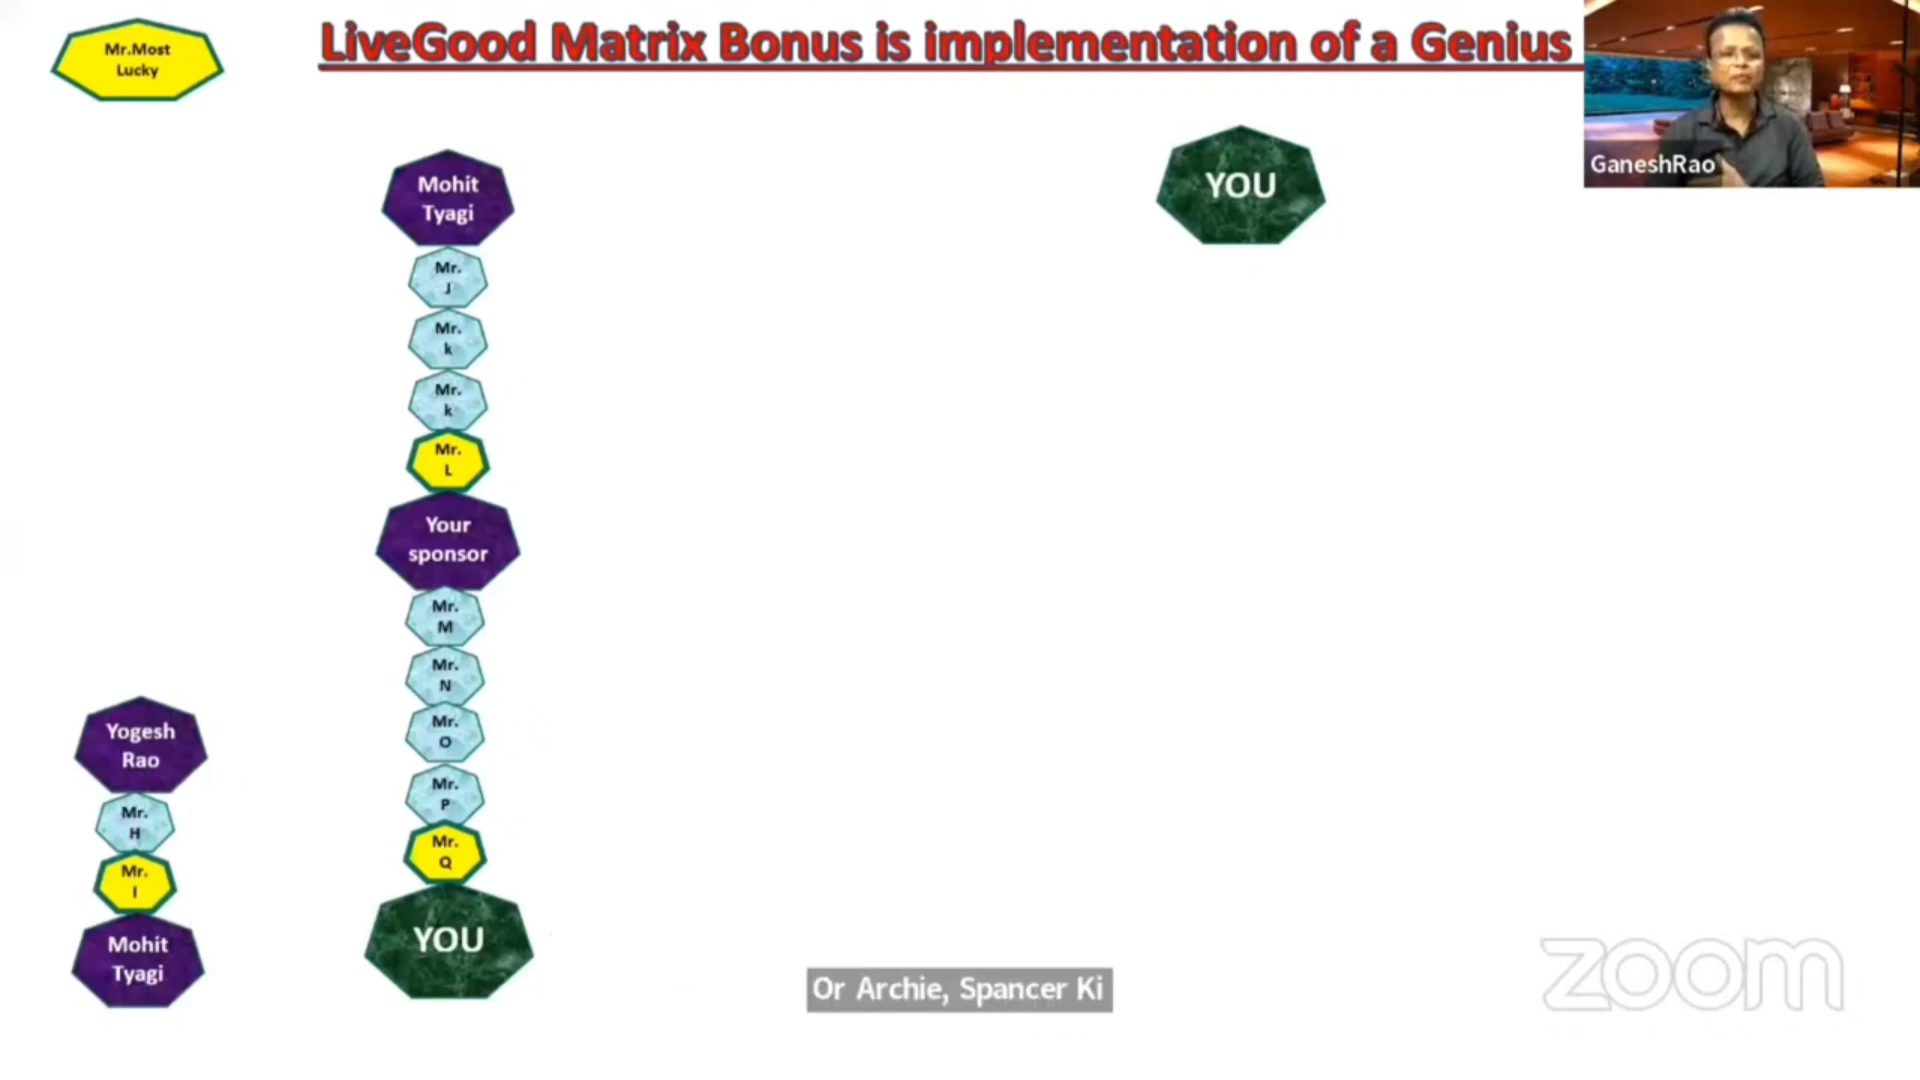 Mr.Most
Lucky
LiveGood Matrix Bonus is implementation of a Genius
GaneshRao
YOU
Mohit
Tyagi
Mr.
J
Mr.
k
Mr.
k
Mr.
L
Your
sponsor
Mr.
M
Mr.
N
Mr.
O
Mr.
P
Mr.
Q
YOU
Yogesh
Rao
Mr.
H
Mr.
I
Mohit
Tyagi
Or Archie, Spancer Ki
zoom